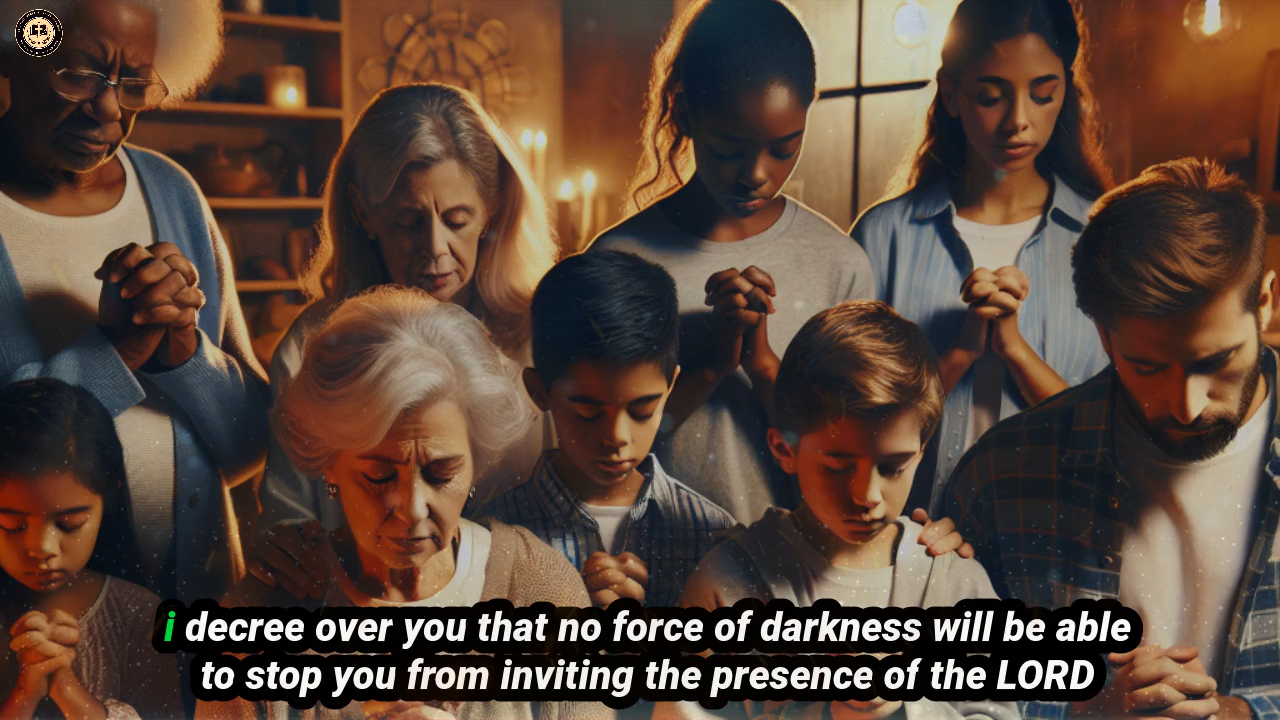 i decree over you that no force of darkness will be able
to stop you from inviting the presence of the LORD